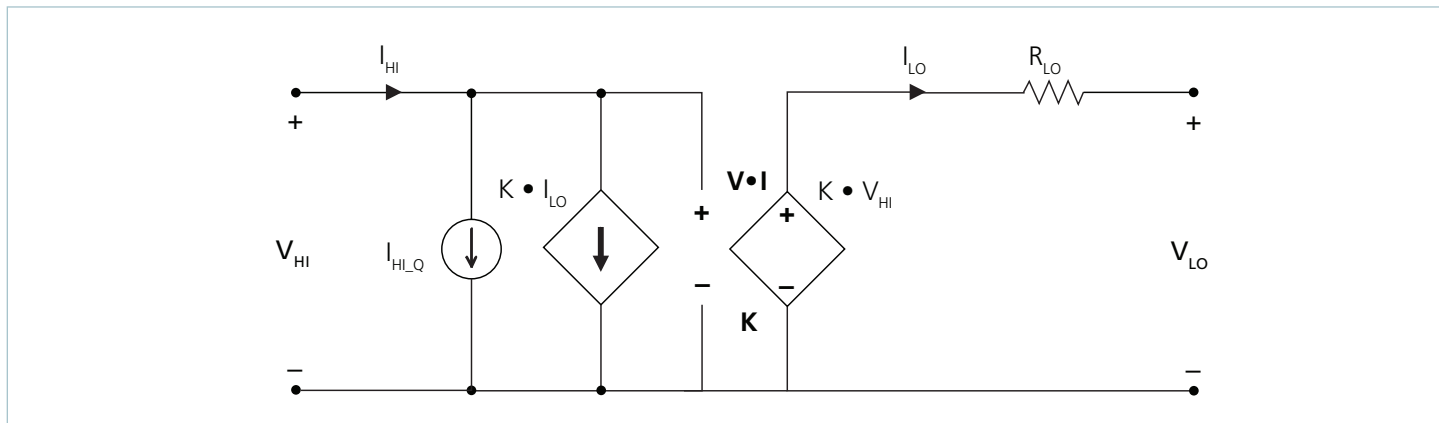 I_HI
I_LO
R_LO
+
+
V•I
K • I_LO
K • V_HI
+
+
V_HI
I_HI_Q
V_LO
–
–
K
–
–